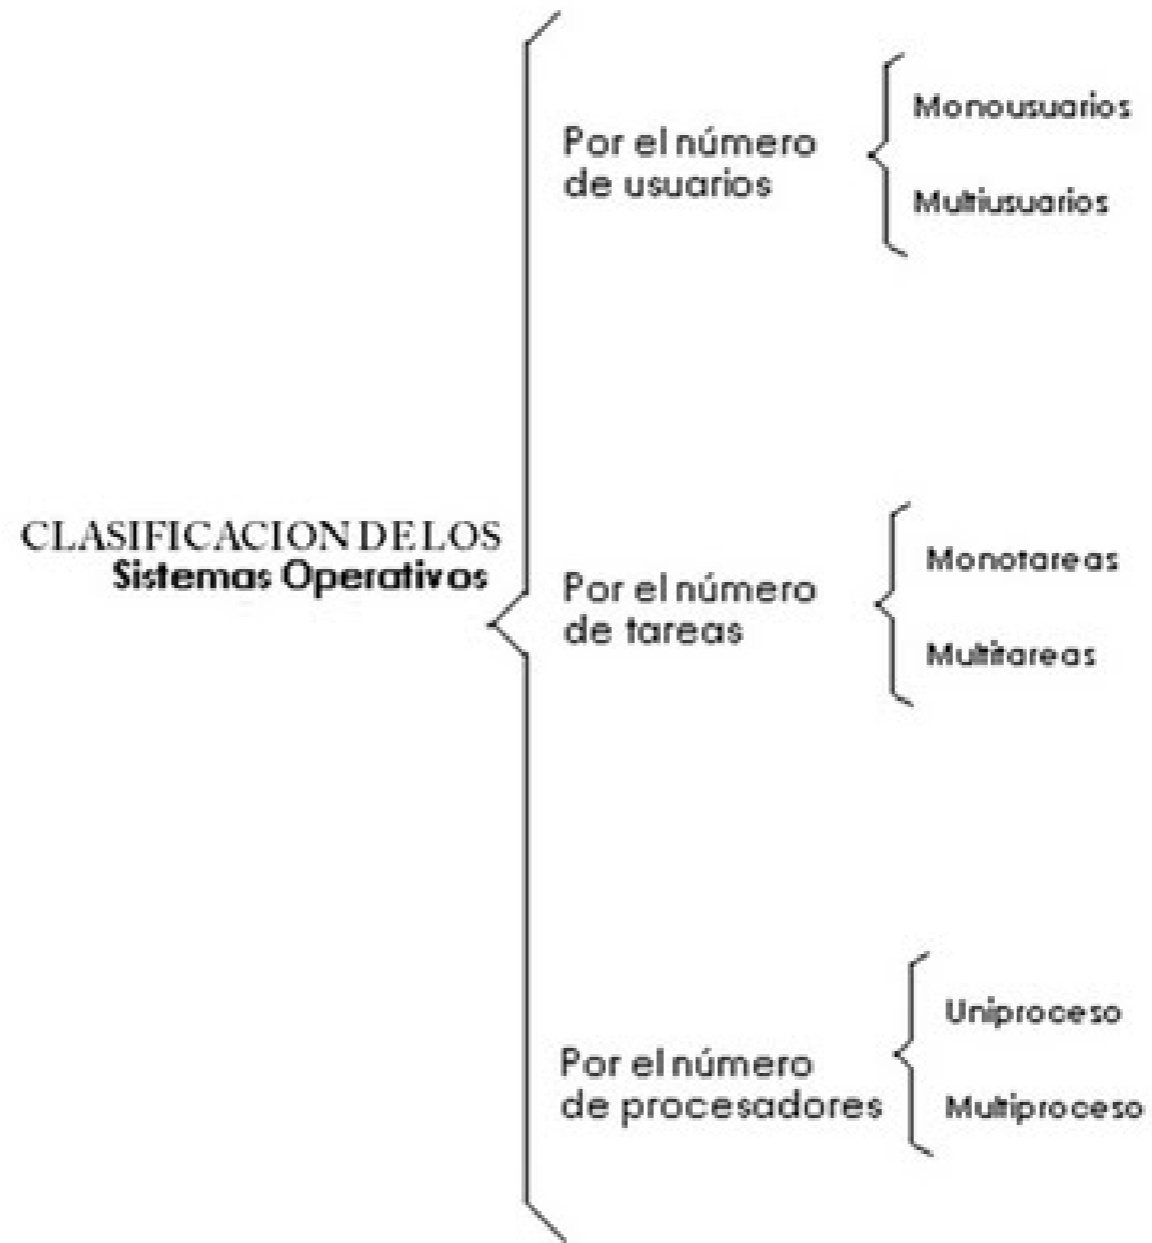 CLASIFICACION DE LOS
Sistemas Operativos
Por el número
de usuarios
Monousuarios
Multiusuarios
Por el número
de tareas
Monotareas
Multitareas
Por el número
de procesadores
Uniproceso
Multiproceso